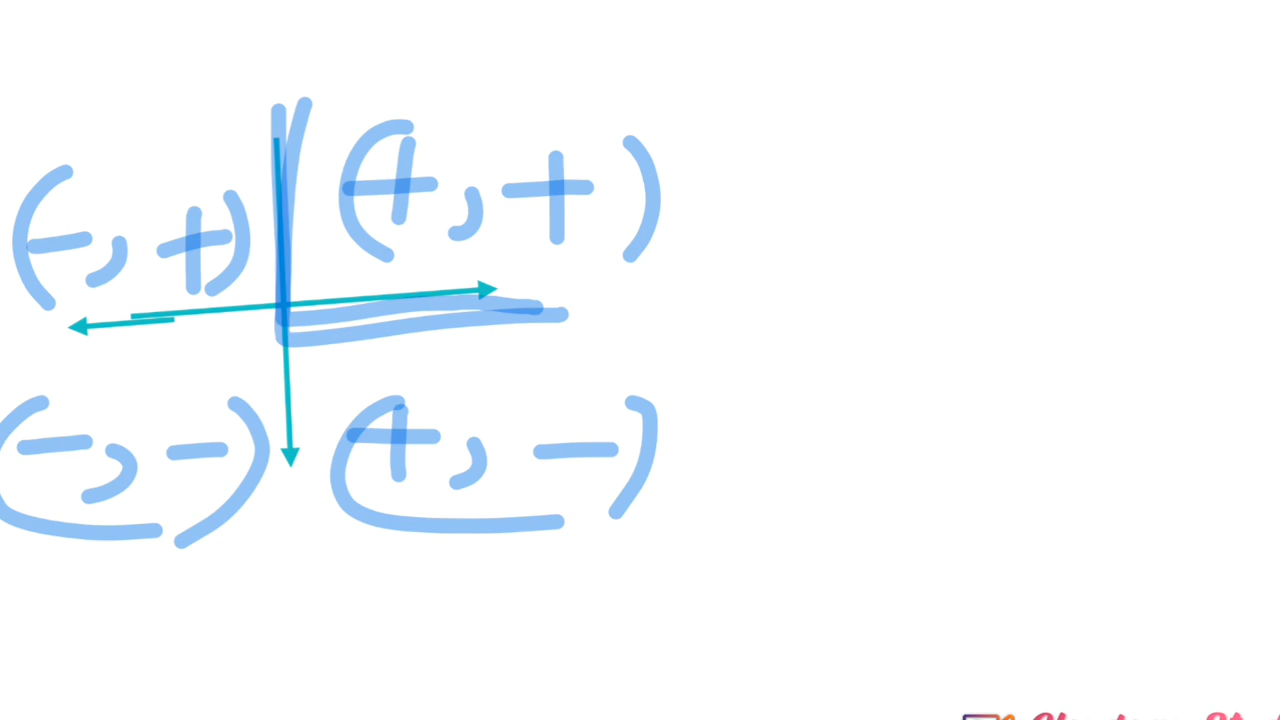 (-, +) (+, +)
(-, -) (+, -)